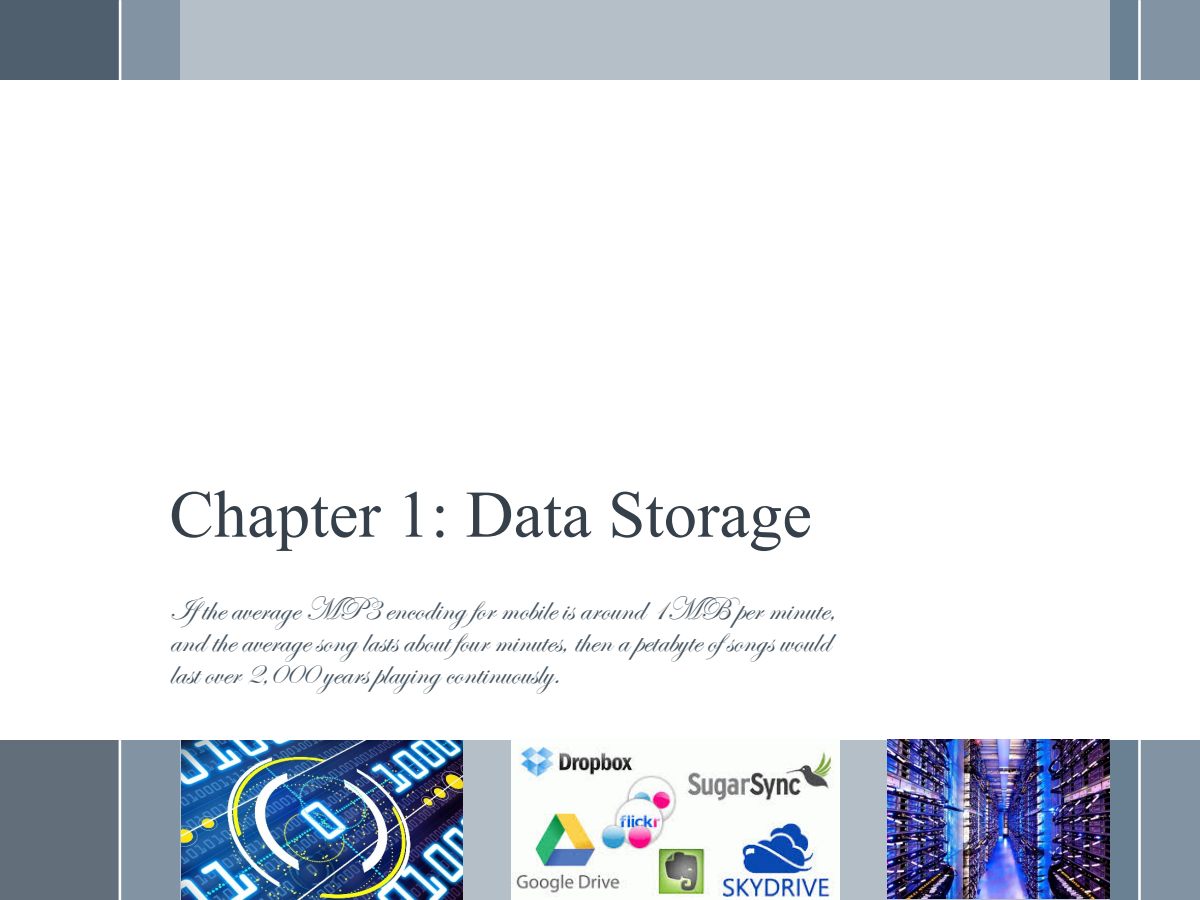 Chapter 1: Data Storage
If the average MP3 encoding for mobile is around 1MB per minute,
and the average song lasts about four minutes, then a petabyte of songs would
last over 2,000 years playing continuously.
Dropbox
SugarSync
flickr
Google Drive
SKYDRIVE